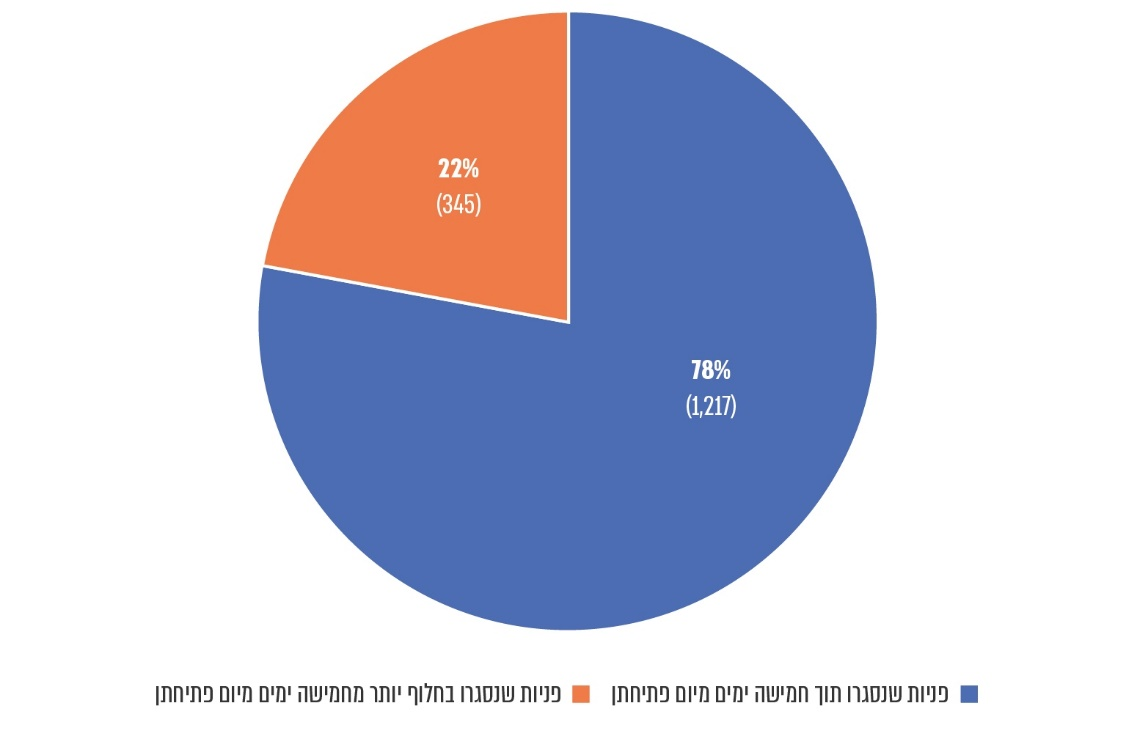 22%
(345)
78%
(1,217)
פניות שנסגרו תוך חמישה ימים מיום פתיחתן
פניות שנסגרו בחלוף יותר מחמישה ימים מיום פתיחתן